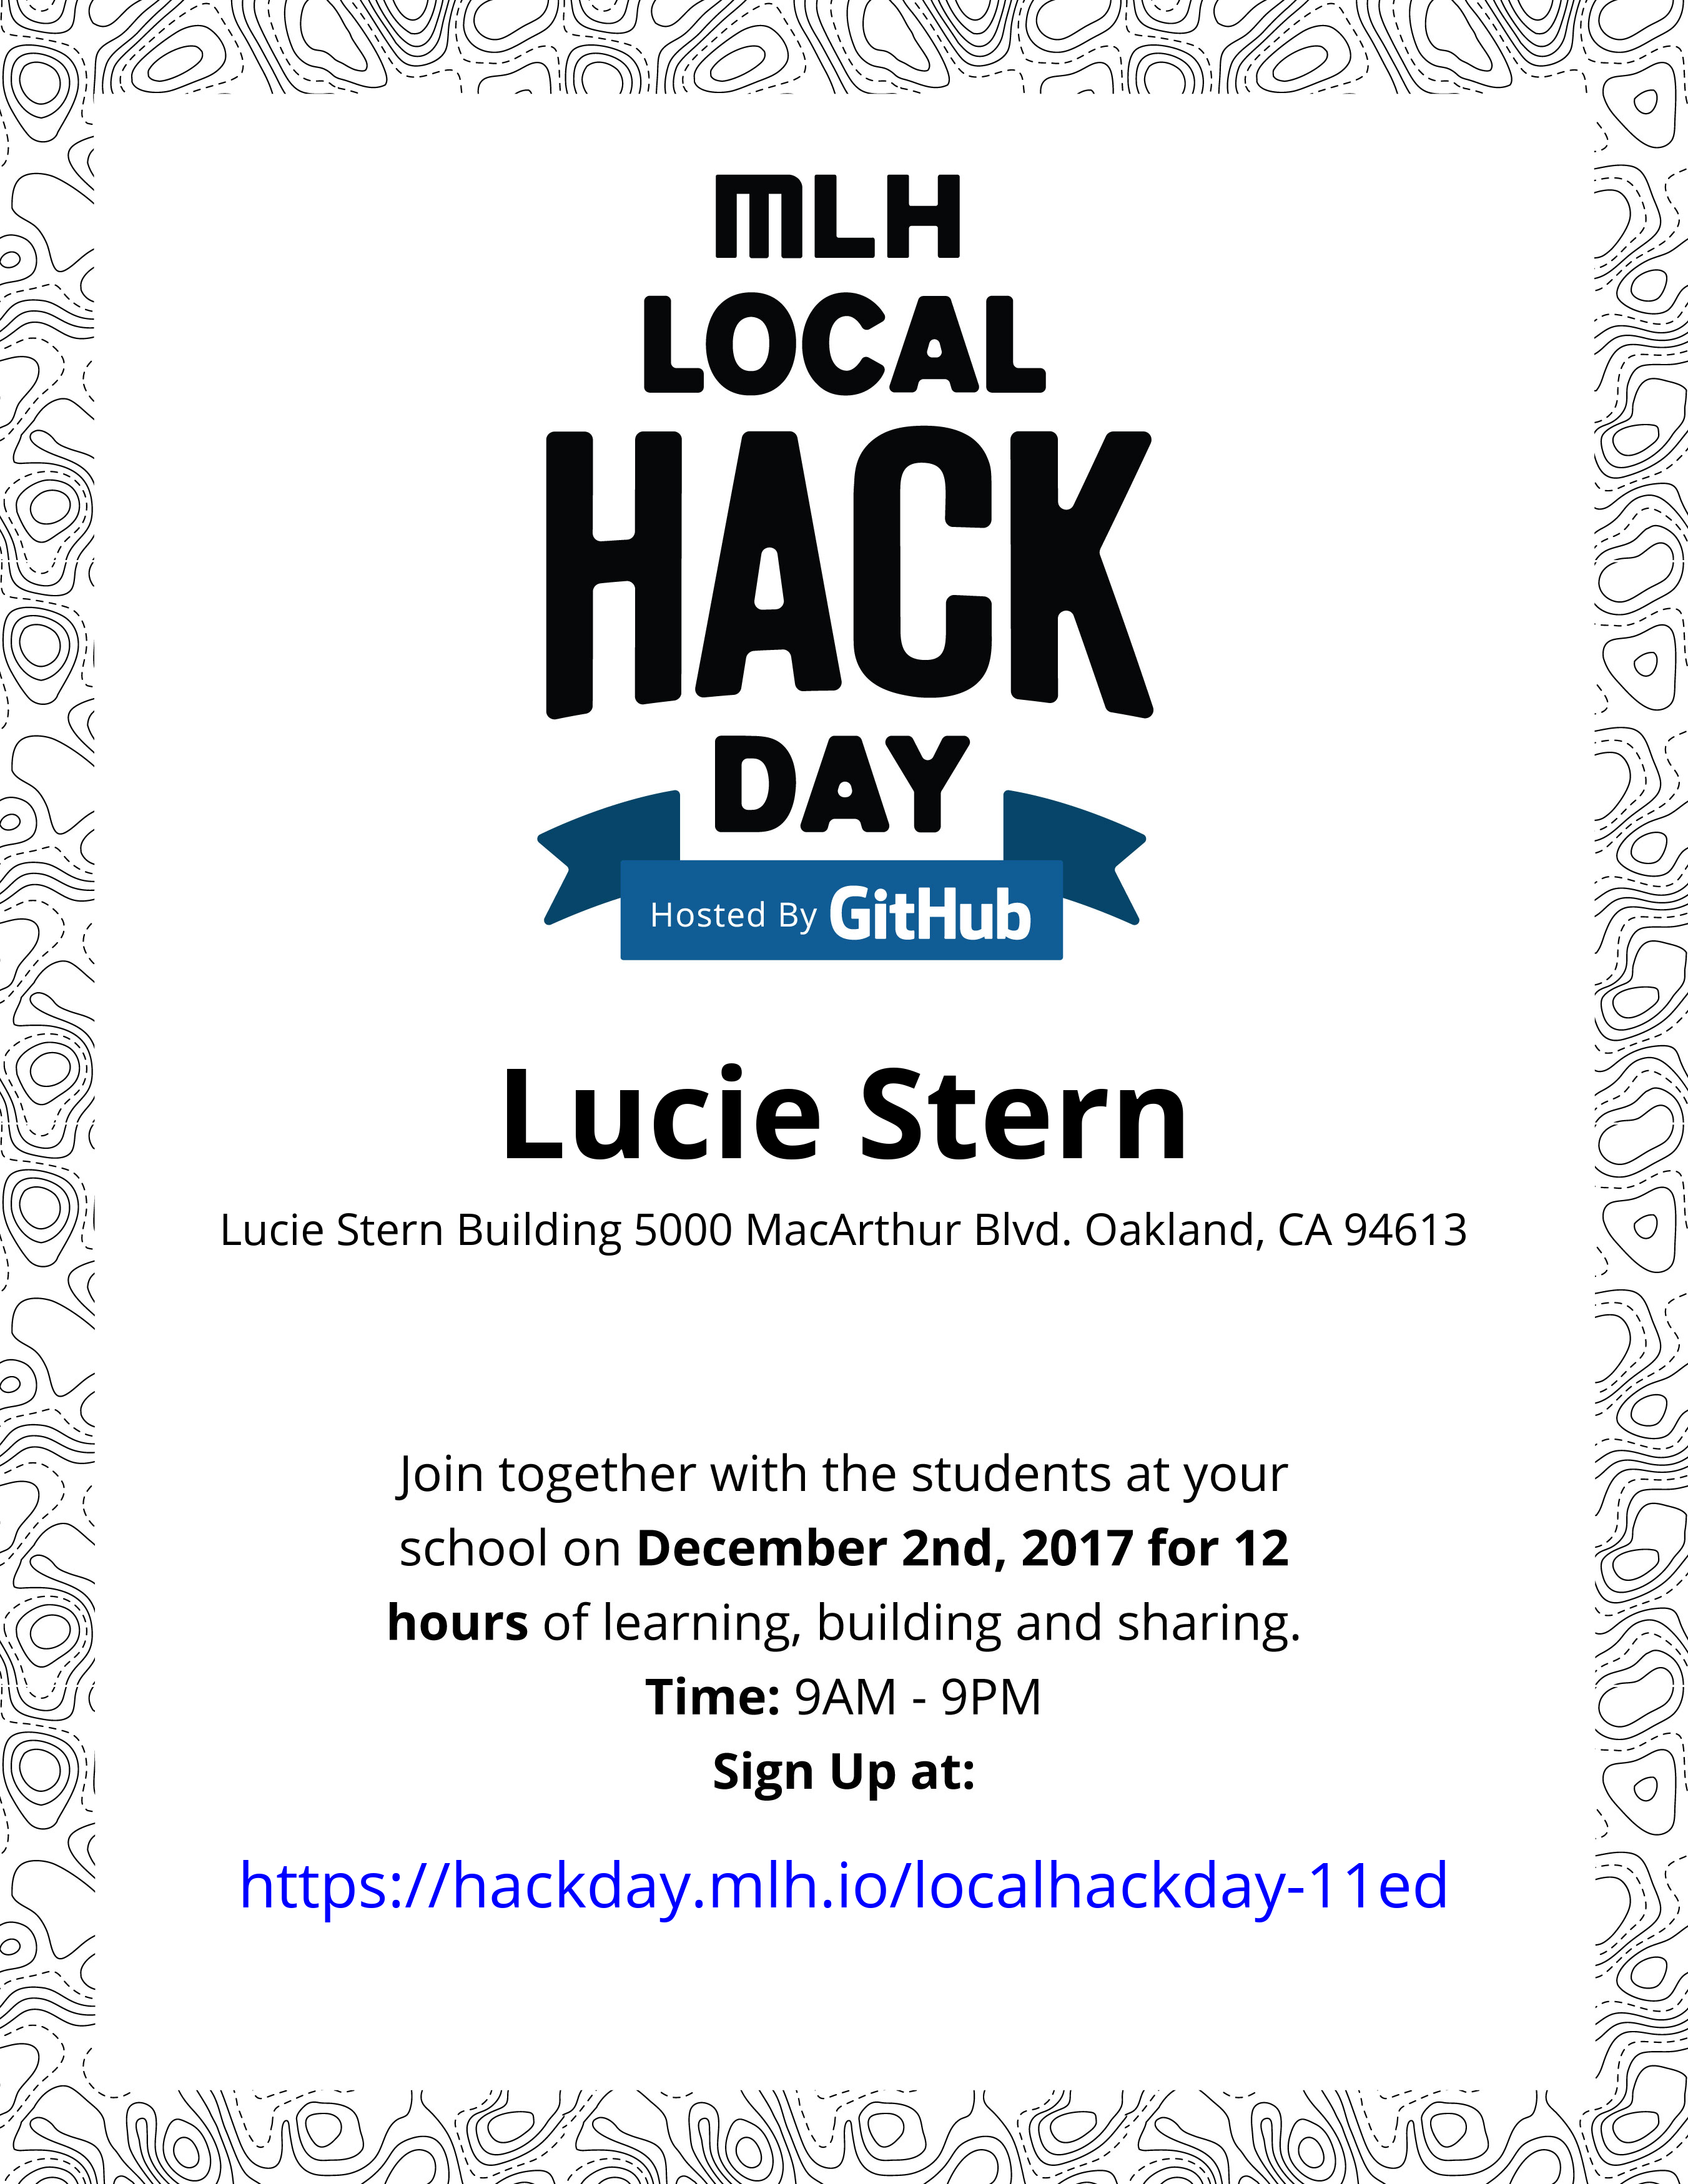 MLH
LOCAL
HACK
DAY
Hosted By GitHub
Lucie Stern
Lucie Stern Building 5000 MacArthur Blvd. Oakland, CA 94613
Join together with the students at your
school on December 2nd, 2017 for 12
hours of learning, building and sharing.
Time: 9AM - 9PM
Sign Up at:
https://hackday.mlh.io/localhackday-11ed